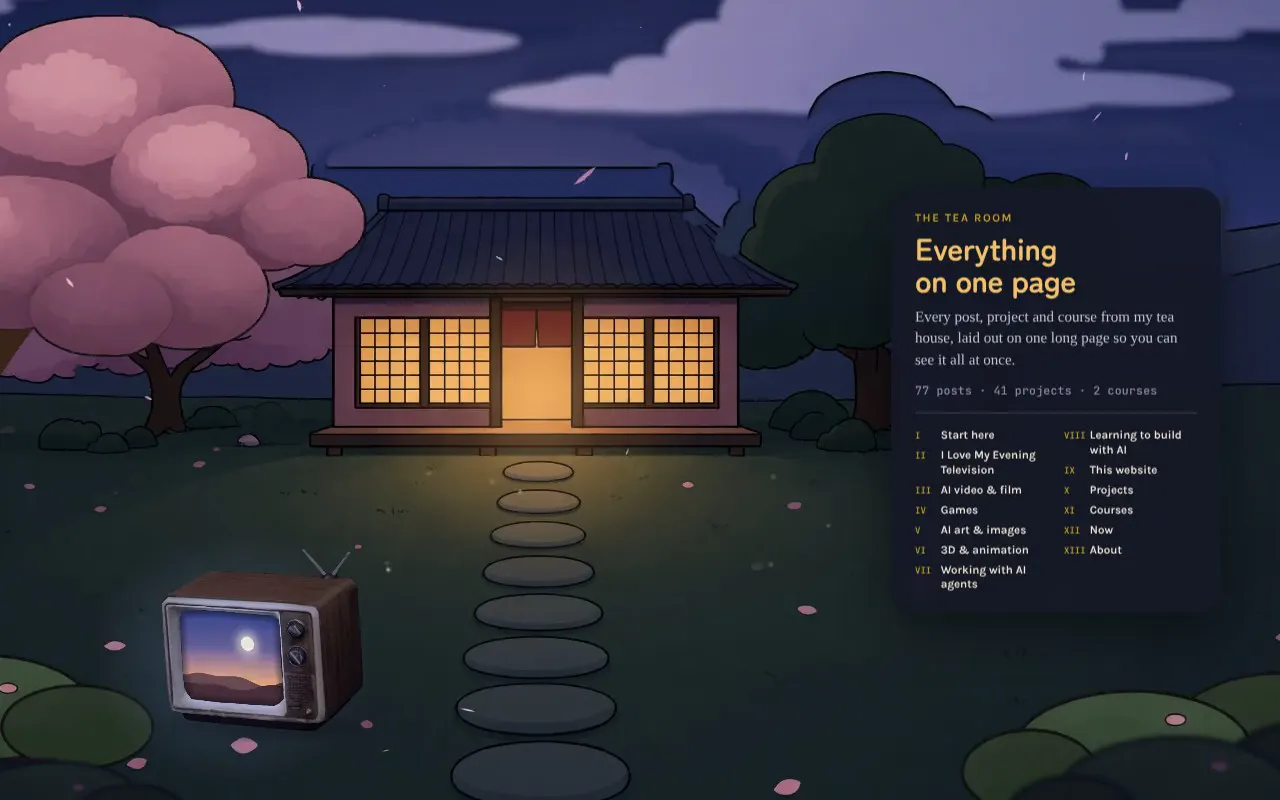 THE TEA ROOM
Everything
on one page
Every post, project and course from my tea
house, laid out on one long page so you can
see it all at once.
77 posts · 41 projects · 2 courses
I Start here
II I Love My Evening
Television
III AI video & film
IV Games
V AI art & images
VI 3D & animation
VII Working with AI
agents
VIII Learning to build
with AI
IX This website
X Projects
XI Courses
XII Now
XIII About